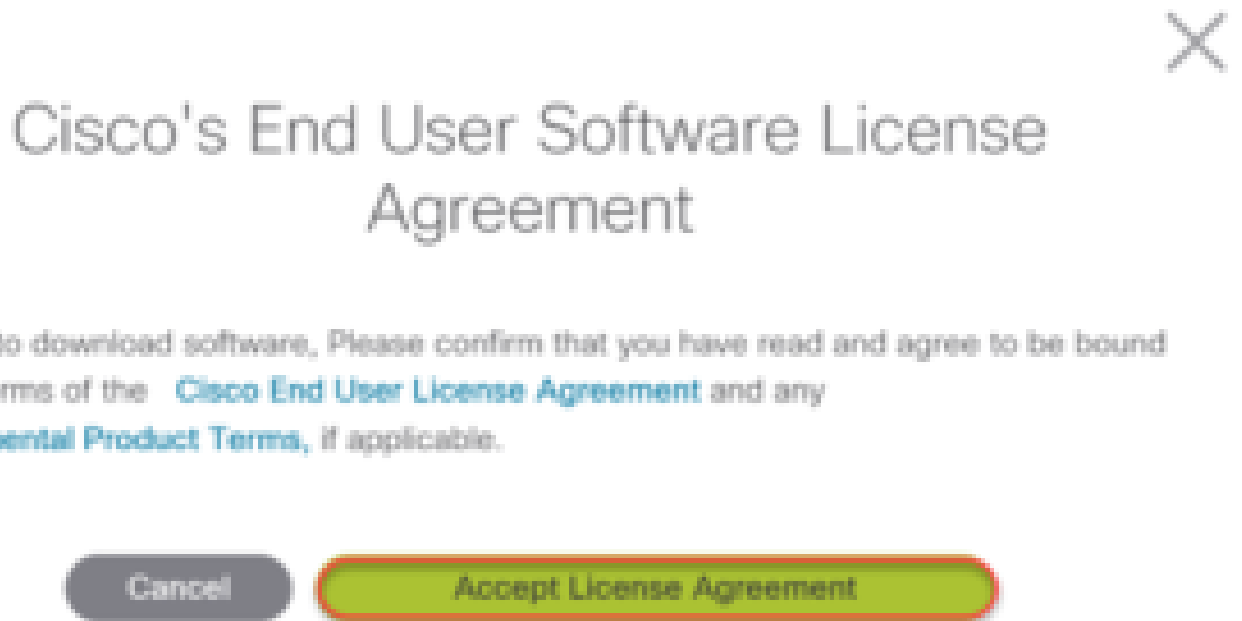 Cisco's End User Software License
Agreement
to download software, Please confirm that you have read and agree to be bound
rms of the Cisco End User License Agreement and any
ental Product Terms, if applicable.
Cancel
Accept License Agreement